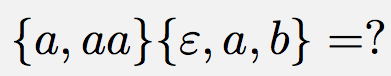 {a, aa}{ε, a, b} =?